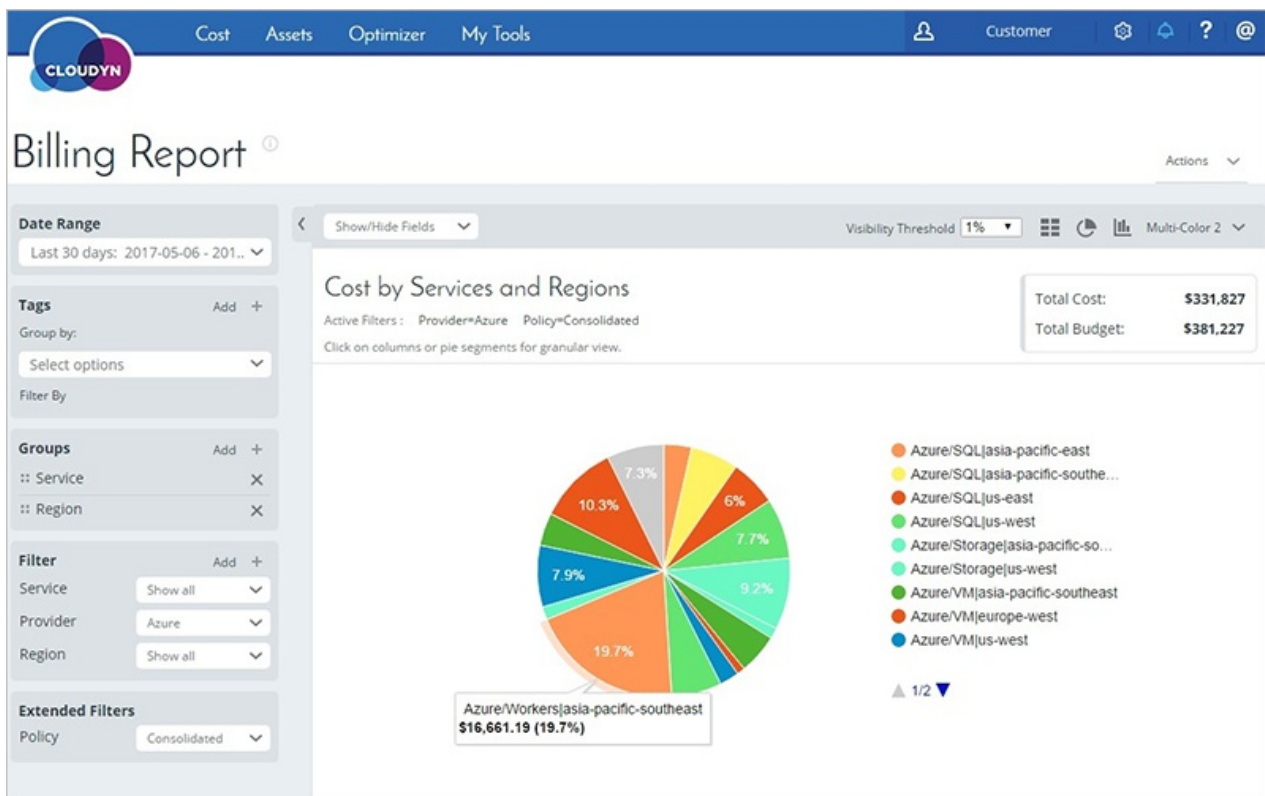 Cost Assets Optimizer My Tools Customer ? @
CLOUDYN
Billing Report
Actions
Date Range
Last 30 days: 2017-05-06 - 201..
Tags Add +
Group by:
Select options
Filter By
Groups Add +
Service
Region
Filter Add +
Service Show all
Provider Azure
Region Show all
Extended Filters
Policy Consolidated
Show/Hide Fields
Visibility Threshold 1% Multi-Color 2
Cost by Services and Regions
Active Filters : Provider=Azure Policy=Consolidated
Click on columns or pie segments for granular view.
Total Cost: $331,827
Total Budget: $381,227
7.3%
10.3%
6%
7.7%
7.9%
9.2%
19.7%
Azure/Workers|asia-pacific-southeast
$16,661.19 (19.7%)
Azure/SQL|asia-pacific-east
Azure/SQL|asia-pacific-southe...
Azure/SQL|us-east
Azure/SQL|us-west
Azure/Storage|asia-pacific-so...
Azure/Storage|us-west
Azure/VM|asia-pacific-southeast
Azure/VM|europe-west
Azure/VM|us-west
1/2